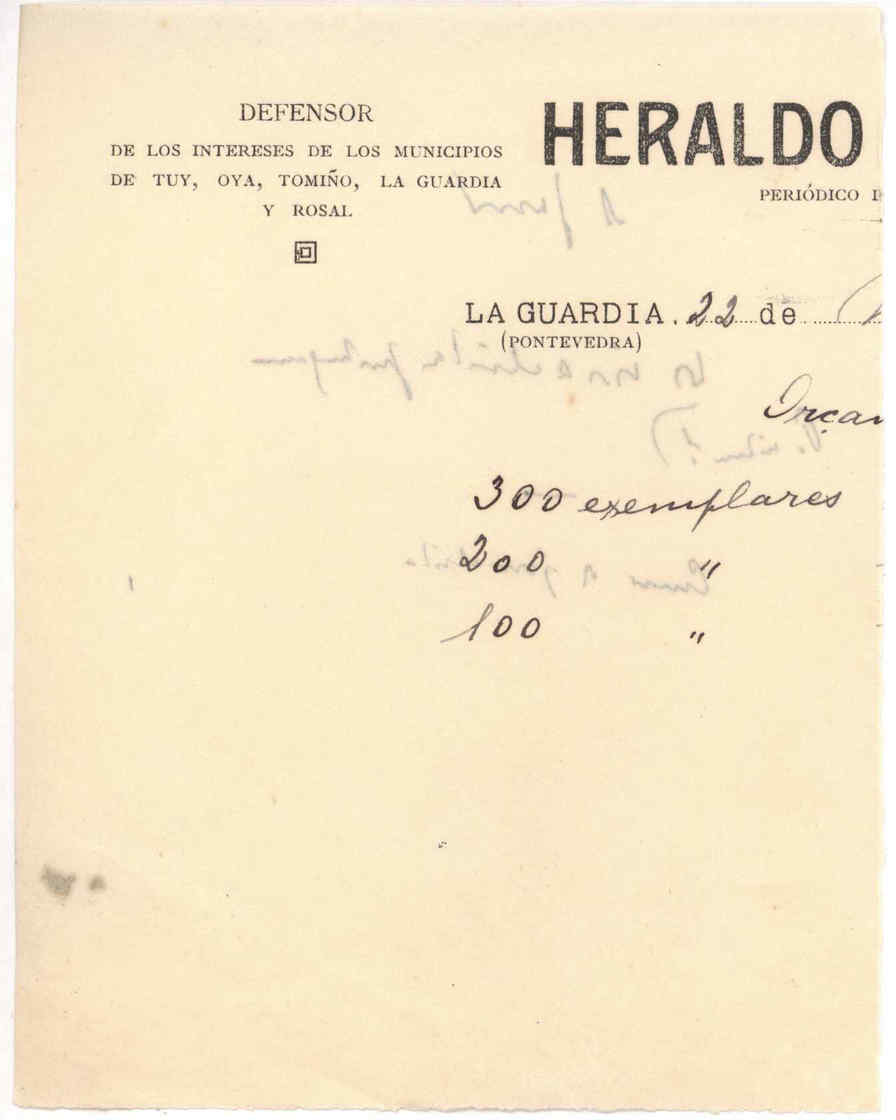 DEFENSOR
DE LOS INTERESES DE LOS MUNICIPIOS
DE TUY, OYA, TOMIÑO, LA GUARDIA
Y ROSAL
HERALDO
PERIÓDICO
LA GUARDIA, 22 de
(PONTEVEDRA)
300 exemplares
200 "
100 "